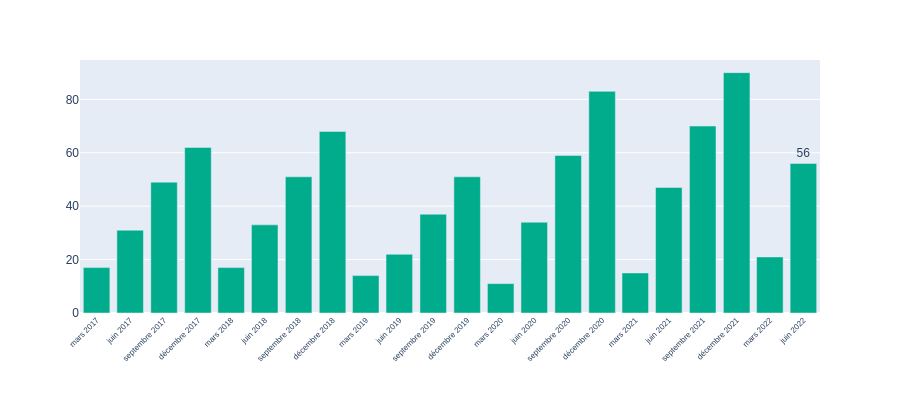 80
60
40
20
0
56
mars 2017
juin 2017
septembre 2017
décembre 2017
mars 2018
juin 2018
septembre 2018
décembre 2018
mars 2019
juin 2019
septembre 2019
décembre 2019
mars 2020
juin 2020
septembre 2020
décembre 2020
mars 2021
juin 2021
septembre 2021
décembre 2021
mars 2022
juin 2022